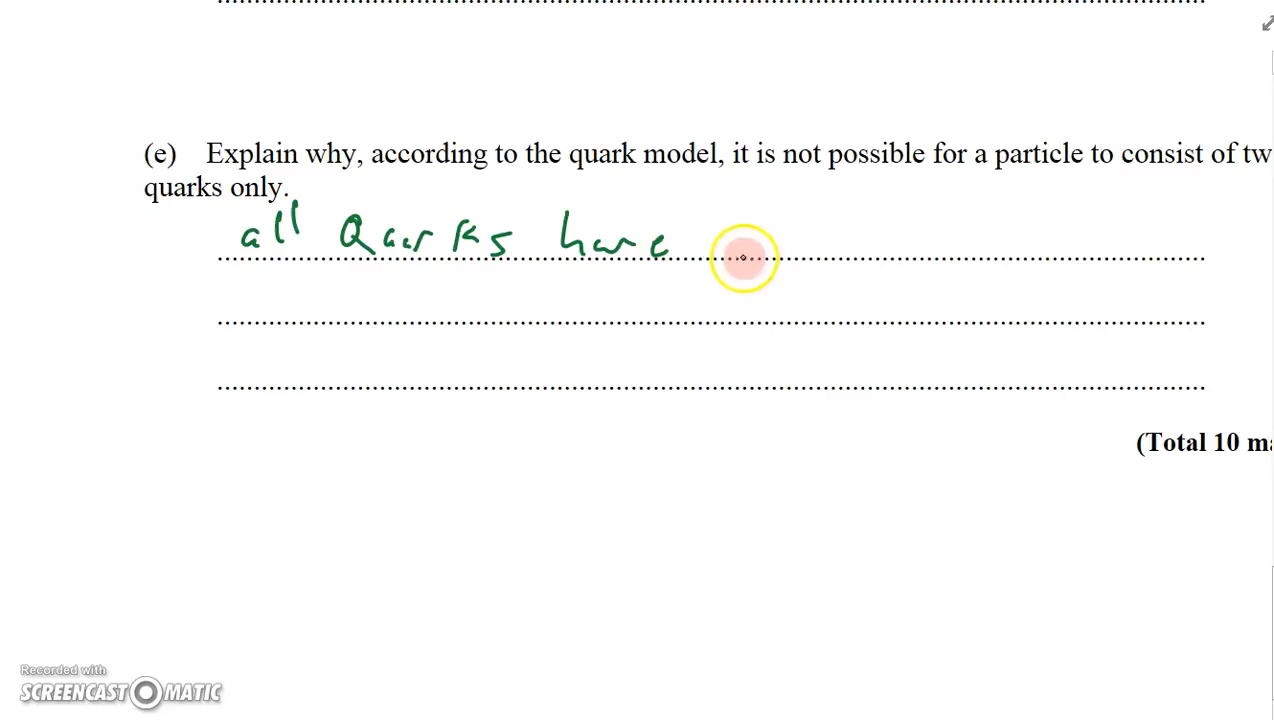 (e) Explain why, according to the quark model, it is not possible for a particle to consist of tw
quarks only.
all Quarks have
(Total 10 ma
Recorded with
SCREENCAST MATIC